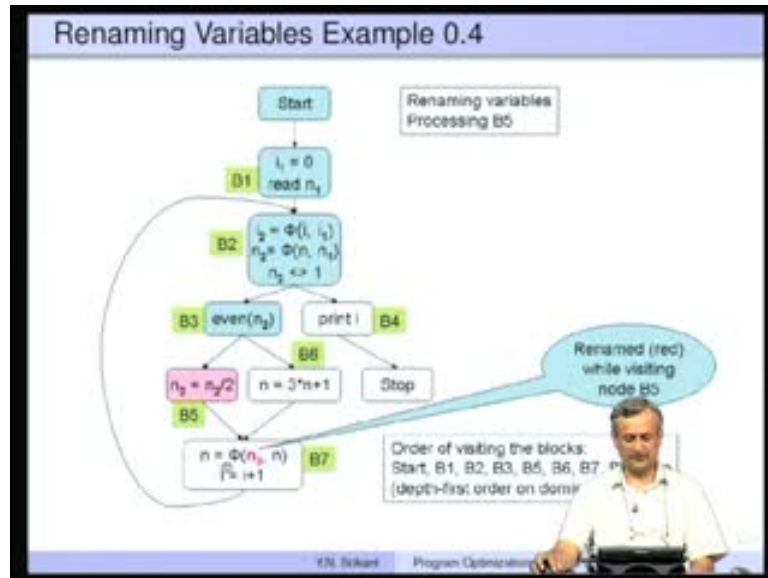 Renaming Variables Example 0.4
Start
Renaming variables
Processing B5
i₁ = 0
read n₁
B1
i₂ = Φ(i, i₁)
n₂ = Φ(n, n₁)
n₂ <> 1
B2
B3
even(n₂)
print i
B4
B6
n₃ = n₂/2
n = 3*n+1
Stop
B5
Renamed (red)
while visiting
node B5
n = Φ(n₃, n)
i = i+1
B7
Order of visiting the blocks:
Start, B1, B2, B3, B5, B6, B7,
(depth-first order on
Y.N. Srikant
Program